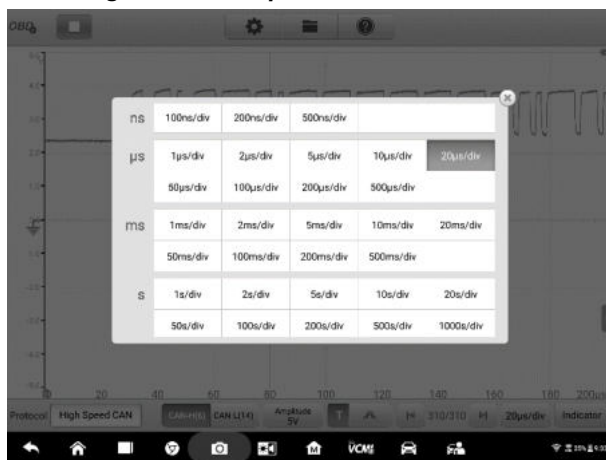 OBD
ns 100ns/div 200ns/div 500ns/div
µs 1µs/div 2µs/div 5µs/div 10µs/div 20µs/div
50µs/div 100µs/div 200µs/div 500µs/div
ms 1ms/div 2ms/div 5ms/div 10ms/div 20ms/div
50ms/div 100ms/div 200ms/div 500ms/div
s 1s/div 2s/div 5s/div 10s/div 20s/div
50s/div 100s/div 200s/div 500s/div 1000s/div
0 20 40 60 80 100 120 140 160 180 200µs
Protocol High Speed CAN CAN-H(6) CAN-L(14) Amplitude 5V T 310/310 20µs/div Indicator
VCMI 25%